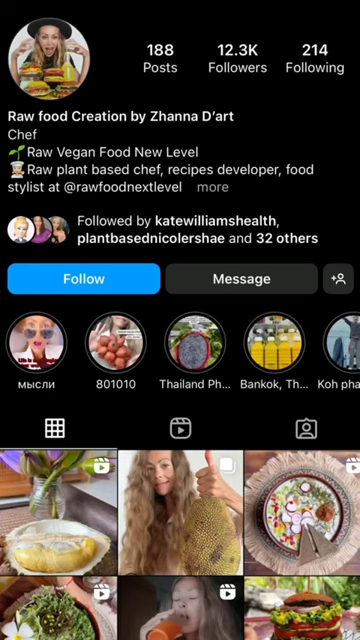 188
12.3K
214
Posts
Followers
Following
Raw food Creation by Zhanna D'art
Chef
🌱Raw Vegan Food New Level
👩🏼‍🍳Raw plant based chef, recipes developer, food
stylist at @rawfoodnextlevel more
Followed by katewilliamshealth,
plantbasednicolershae and 32 others
Follow
Message
мысли
801010
Thailand Ph...
Bankok, Th...
Koh pha